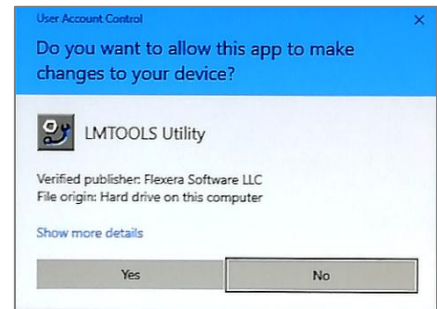 User Account Control
Do you want to allow this app to make
changes to your device?
LMTOOLS Utility
Verified publisher: Flexera Software LLC
File origin: Hard drive on this computer
Show more details
Yes
No